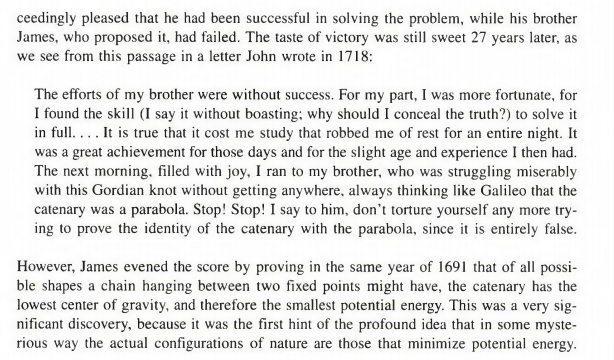 ceedingly pleased that he had been successful in solving the problem, while his brother
James, who proposed it, had failed. The taste of victory was still sweet 27 years later, as
we see from this passage in a letter John wrote in 1718:
The efforts of my brother were without success. For my part, I was more fortunate, for
I found the skill (I say it without boasting; why should I conceal the truth?) to solve it
in full. . . . It is true that it cost me study that robbed me of rest for an entire night. It
was a great achievement for those days and for the slight age and experience I then had.
The next morning, filled with joy, I ran to my brother, who was struggling miserably
with this Gordian knot without getting anywhere, always thinking like Galileo that the
catenary was a parabola. Stop! Stop! I say to him, don't torture yourself any more try-
ing to prove the identity of the catenary with the parabola, since it is entirely false.
However, James evened the score by proving in the same year of 1691 that of all possi-
ble shapes a chain hanging between two fixed points might have, the catenary has the
lowest center of gravity, and therefore the smallest potential energy. This was a very sig-
nificant discovery, because it was the first hint of the profound idea that in some myste-
rious way the actual configurations of nature are those that minimize potential energy.